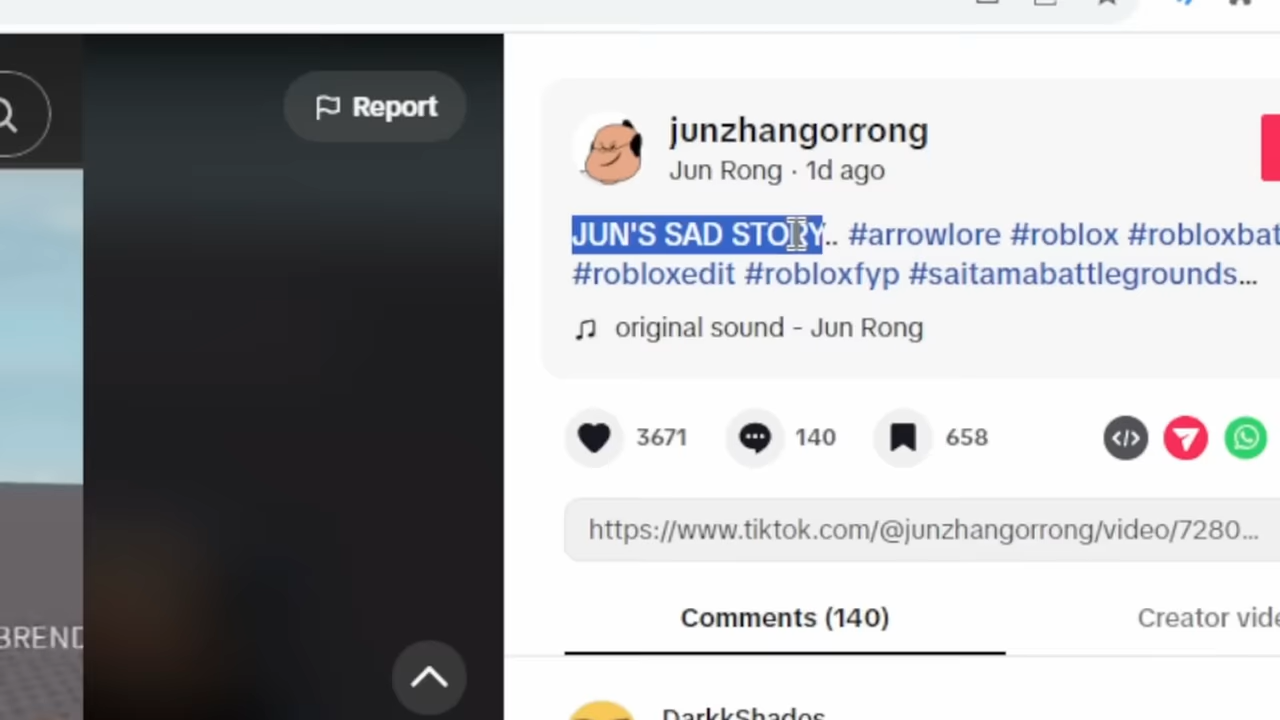 Report
junzhangorrong
Jun Rong · 1d ago
JUN'S SAD STORY.. #arrowlore #roblox #robloxbat
#robloxedit #robloxfyp #saitamabattlegrounds...
original sound - Jun Rong
3671 140 658
https://www.tiktok.com/@junzhangorrong/video/7280...
Comments (140) Creator vide
BREND
DarkkShades